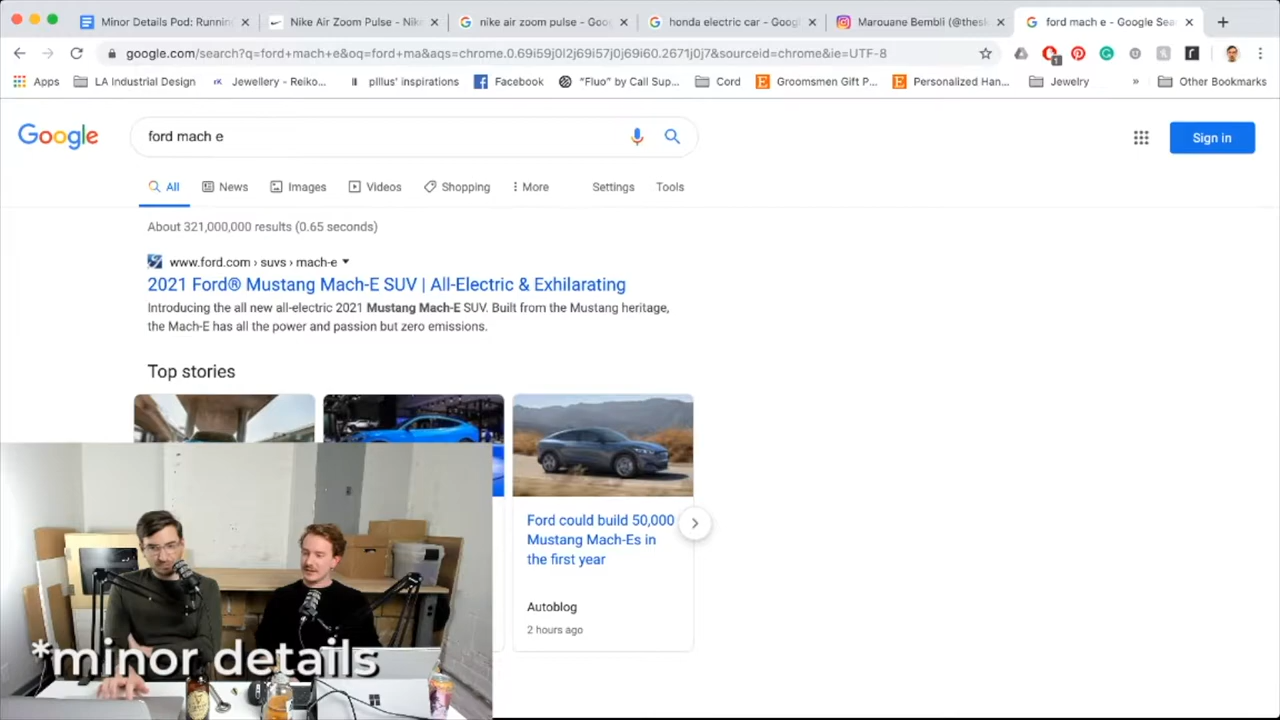 Minor Details Pod: Runnin
Nike Air Zoom Pulse - Nik
nike air zoom pulse - Goo
honda electric car - Googl
Marouane Bembli (@thesk
ford mach e - Google Sea
google.com/search?q=ford+mach+e&oq=ford+ma&aqs=chrome.0.69i59j0l2j69i57j0j69i60.2671j0j7&sourceid=chrome&ie=UTF-8
Apps
LA Industrial Design
Jewellery - Reiko...
pillus' inspirations
Facebook
"Fluo" by Call Sup...
Cord
Groomsmen Gift P...
Personalized Han...
Jewelry
»
Other Bookmarks
Google
ford mach e
Sign in
All
News
Images
Videos
Shopping
More
Settings
Tools
About 321,000,000 results (0.65 seconds)
www.ford.com › suvs › mach-e
2021 Ford® Mustang Mach-E SUV | All-Electric & Exhilarating
Introducing the all new all-electric 2021 Mustang Mach-E SUV. Built from the Mustang heritage,
the Mach-E has all the power and passion but zero emissions.
Top stories
Ford could build 50,000
Mustang Mach-Es in
the first year
Autoblog
2 hours ago
*minor details